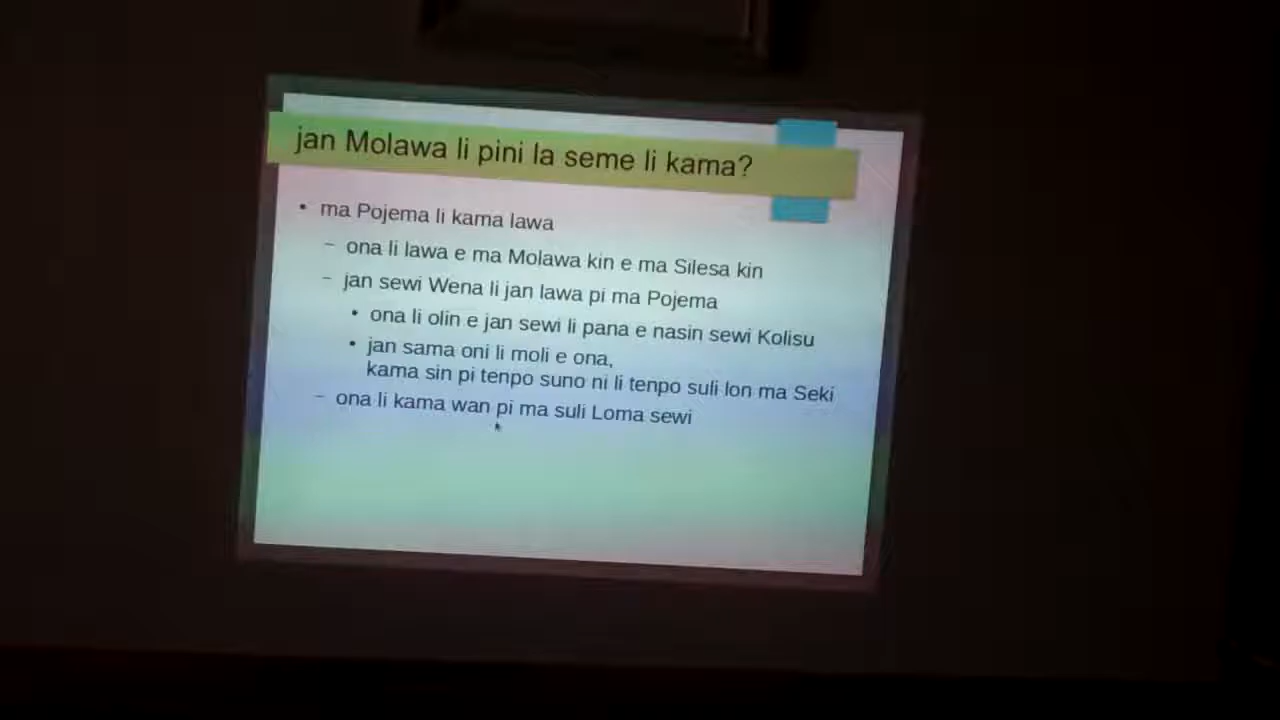 jan Molawa li pini la seme li kama?
• ma Pojema li kama lawa
– ona li lawa e ma Molawa kin e ma Silesa kin
– jan sewi Wena li jan lawa pi ma Pojema
• ona li olin e jan sewi li pana e nasin sewi Kolisu
• jan sama oni li moli e ona,
kama sin pi tenpo suno ni li tenpo suli lon ma Seki
– ona li kama wan pi ma suli Loma sewi